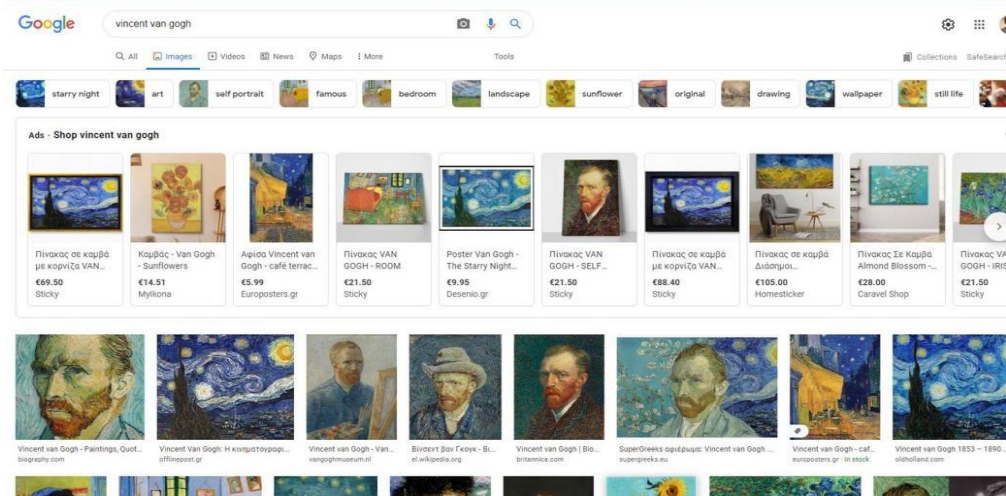 Google
vincent van gogh
All Images Videos News Maps More Tools
Collections SafeSearch
starry night art self portrait famous bedroom landscape sunflower original drawing wallpaper still life
Ads · Shop vincent van gogh
Πίνακας σε καμβά
με κορνίζα VAN...
€69.50
Sticky
Καμβάς - Van Gogh
- Sunflowers
€14.51
Mylkona
Αφίσα Vincent van
Gogh - café terrac...
€5.99
Europosters.gr
Πίνακας VAN
GOGH - ROOM
€21.50
Sticky
Poster Van Gogh -
The Starry Night...
€9.95
Desenio.gr
Πίνακας VAN
GOGH - SELF...
€21.50
Sticky
Πίνακας σε καμβά
με κορνίζα VAN...
€88.40
Sticky
Πίνακας σε καμβά
Διάσημοι...
€105.00
Homesticker
Πίνακας Σε Καμβά
Almond Blossom -...
€28.00
Caravel Shop
Πίνακας VA
GOGH - IRIS
€21.50
Sticky
Vincent van Gogh - Paintings, Quot...
biography.com
Vincent Van Gogh: Η κινηματογραφι...
offlinepost.gr
Vincent van Gogh - Van...
vangoghmuseum.nl
Βίνσεντ βαν Γκογκ - Βι...
el.wikipedia.org
Vincent van Gogh | Bio...
britannica.com
SuperGreeks αφιέρωμα: Vincent van Gogh ...
supergreeks.eu
Vincent van Gogh - caf...
europosters.gr · In stock
Vincent van Gogh 1853 – 1890...
oldholland.com